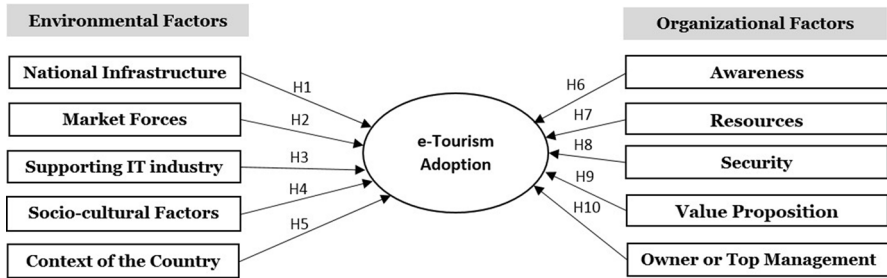 Environmental Factors
National Infrastructure
Market Forces
Supporting IT industry
Socio-cultural Factors
Context of the Country
H1
H2
H3
H4
H5
e-Tourism
Adoption
H6
H7
H8
H9
H10
Organizational Factors
Awareness
Resources
Security
Value Proposition
Owner or Top Management